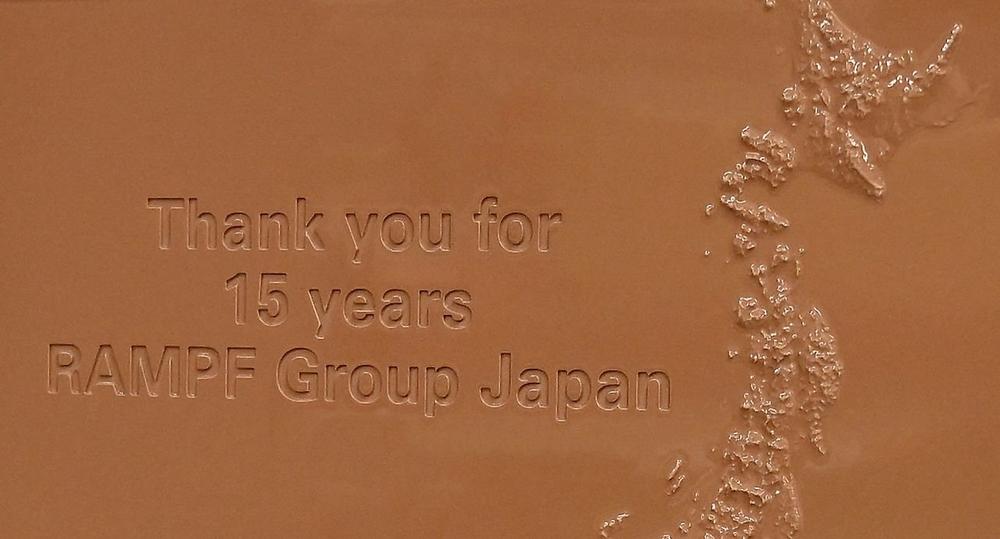 Thank you for
15 years
RAMPF Group Japan